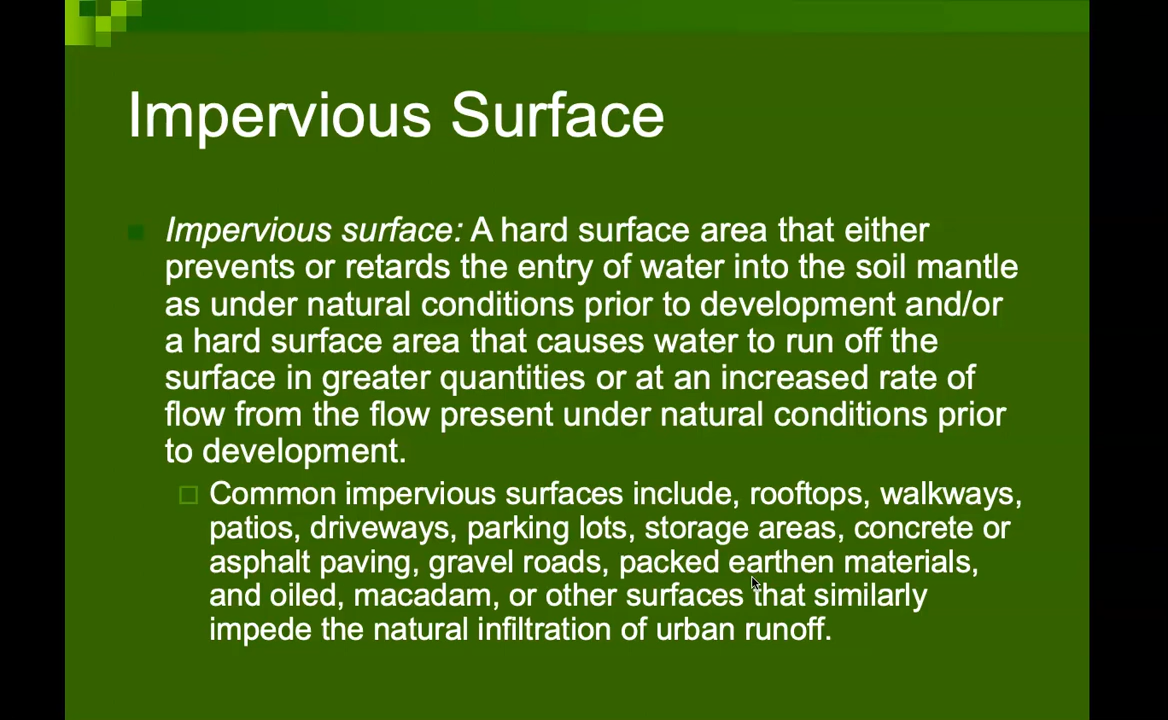 Impervious Surface
Impervious surface: A hard surface area that either
prevents or retards the entry of water into the soil mantle
as under natural conditions prior to development and/or
a hard surface area that causes water to run off the
surface in greater quantities or at an increased rate of
flow from the flow present under natural conditions prior
to development.
Common impervious surfaces include, rooftops, walkways,
patios, driveways, parking lots, storage areas, concrete or
asphalt paving, gravel roads, packed earthen materials,
and oiled, macadam, or other surfaces that similarly
impede the natural infiltration of urban runoff.